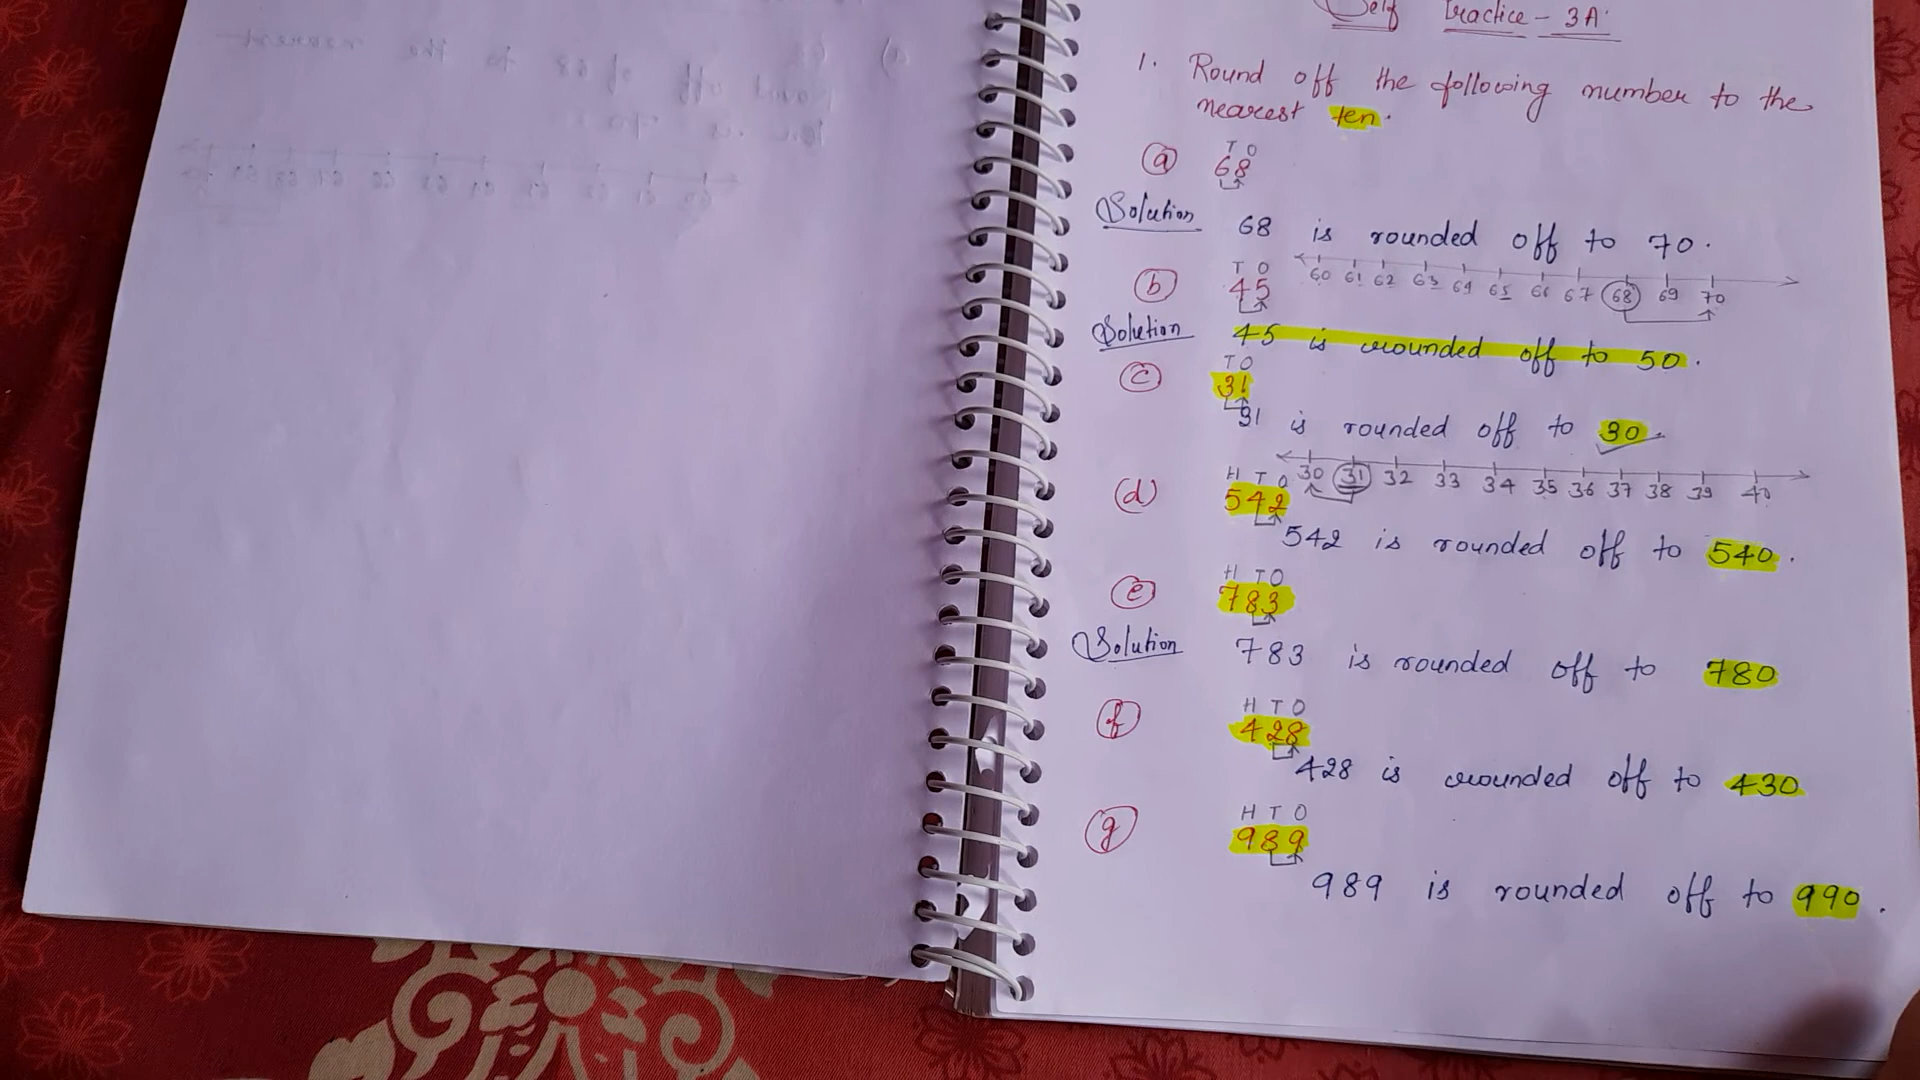 Self Practice - 3A
1. Round off the following number to the
nearest ten.
(a) T O
68
Solution 68 is rounded off to 70.
60 61 62 63 64 65 66 67 68 69 70
(b) T O
45
Solution 45 is rounded off to 50.
(c) T O
31
31 is rounded off to 30.
30 31 32 33 34 35 36 37 38 39 40
(d) H T O
542
542 is rounded off to 540.
(e) H T O
783
Solution 783 is rounded off to 780
(f) H T O
428
428 is rounded off to 430
(g) H T O
989
989 is rounded off to 990.